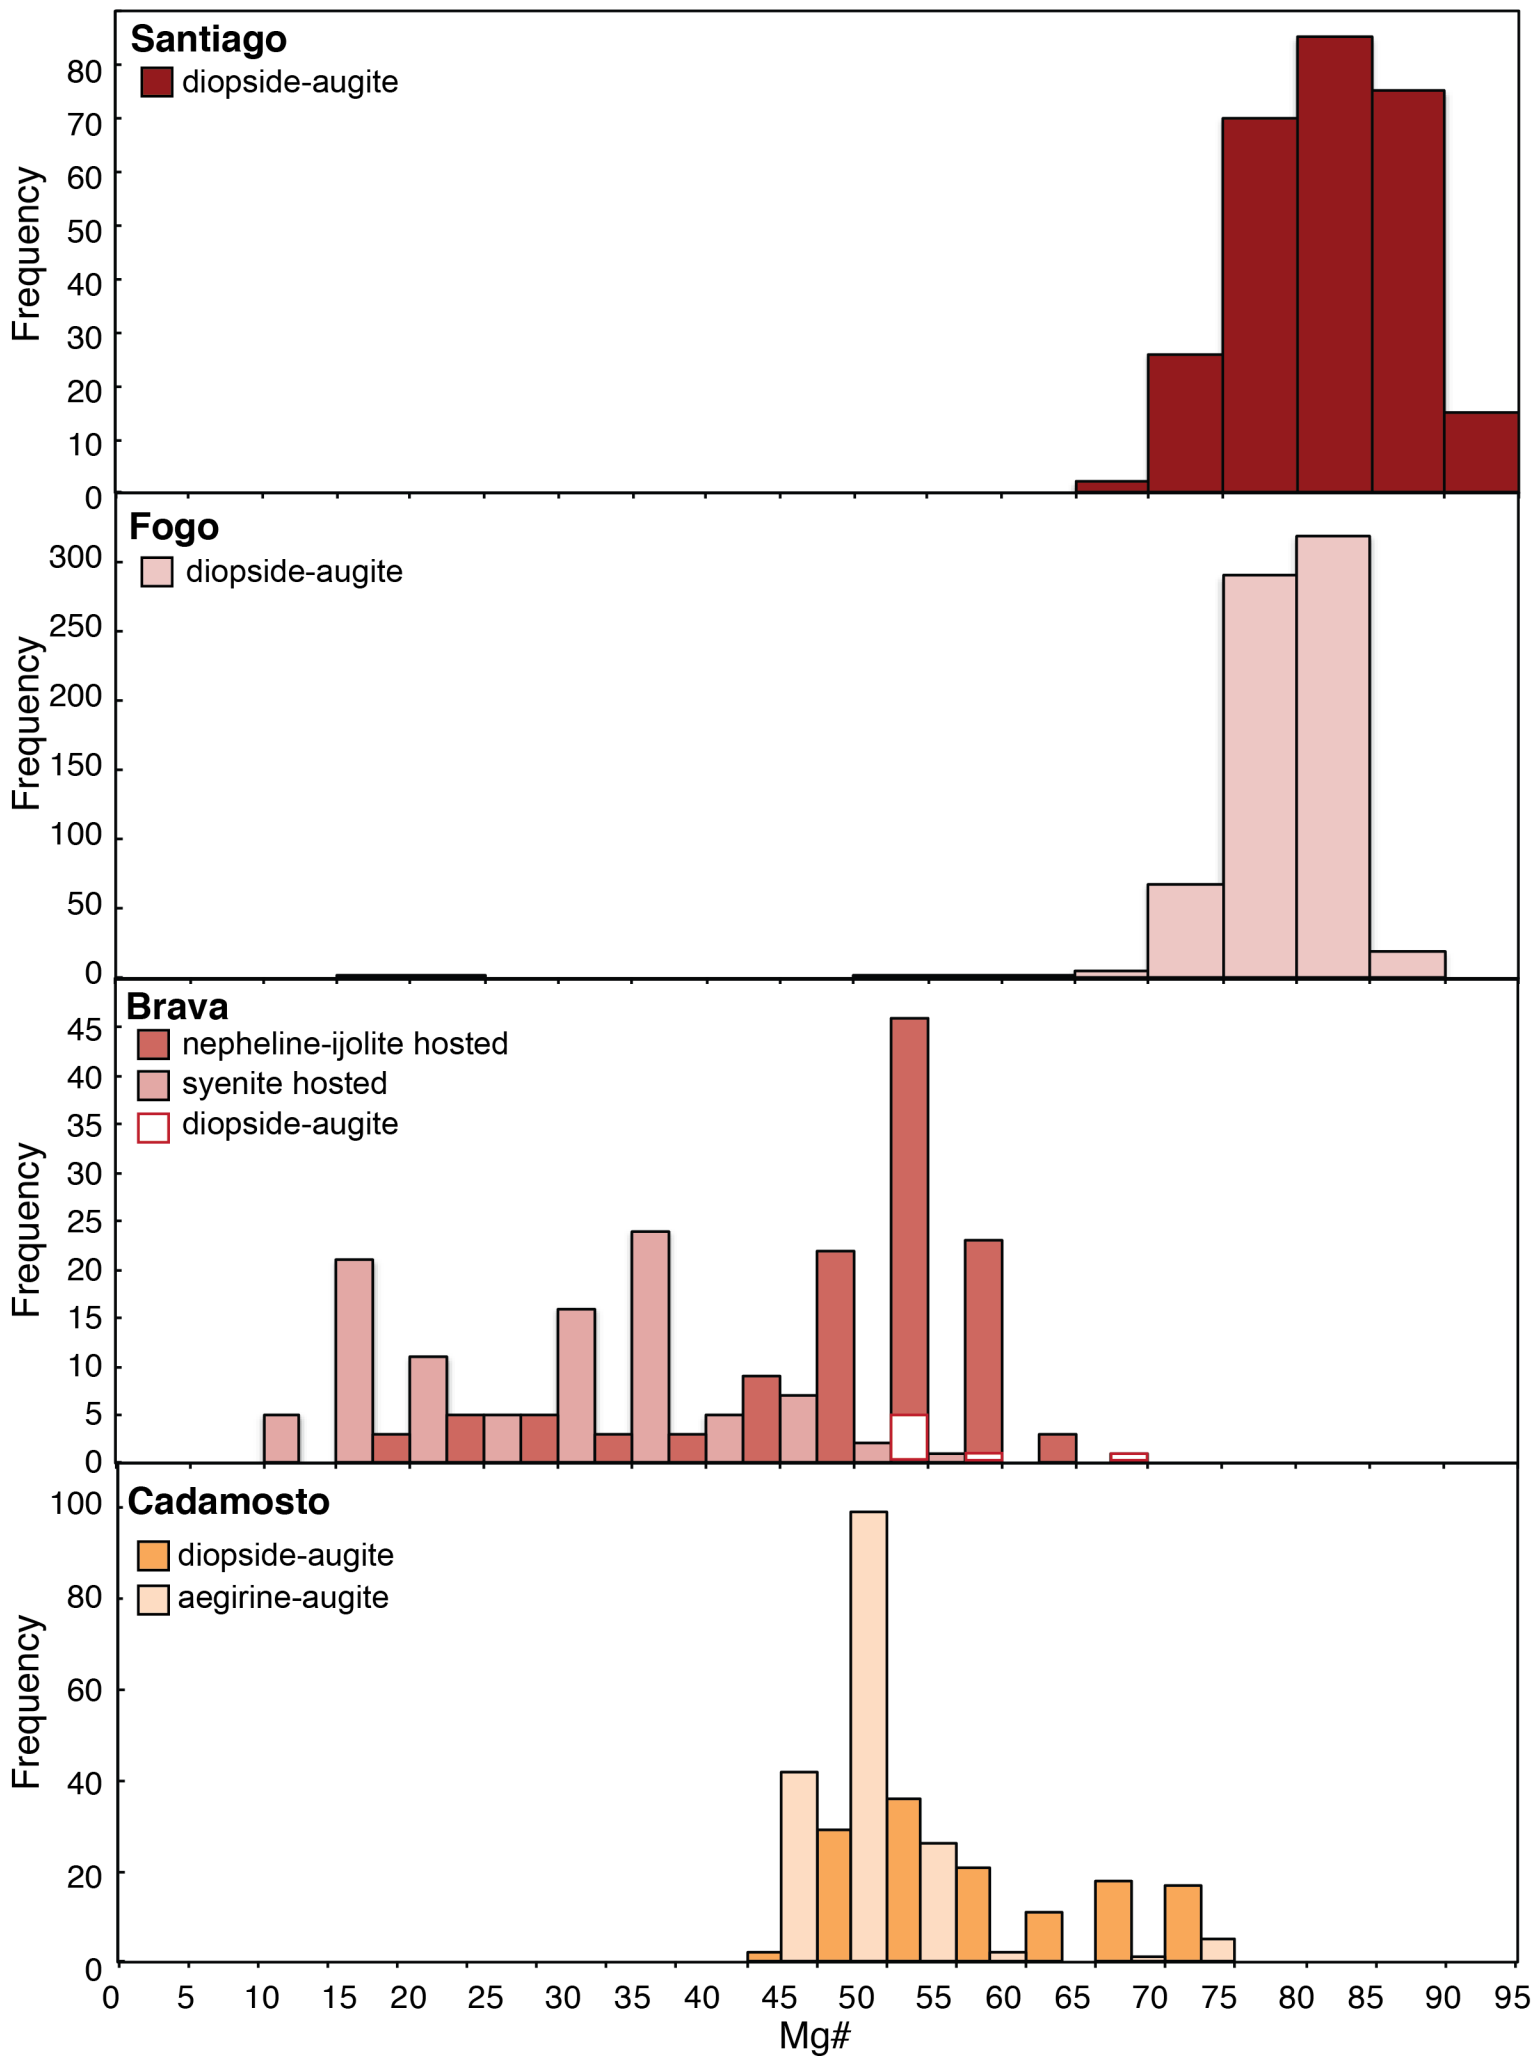 Santiago
diopside-augite
Frequency
80
70
60
50
40
30
20
10
0
Fogo
diopside-augite
Frequency
300
250
200
150
100
50
0
Brava
nepheline-ijolite hosted
syenite hosted
diopside-augite
Frequency
45
40
35
30
25
20
15
10
5
0
Cadamosto
diopside-augite
aegirine-augite
Frequency
100
80
60
40
20
0
0 5 10 15 20 25 30 35 40 45 50 55 60 65 70 75 80 85 90 95
Mg#